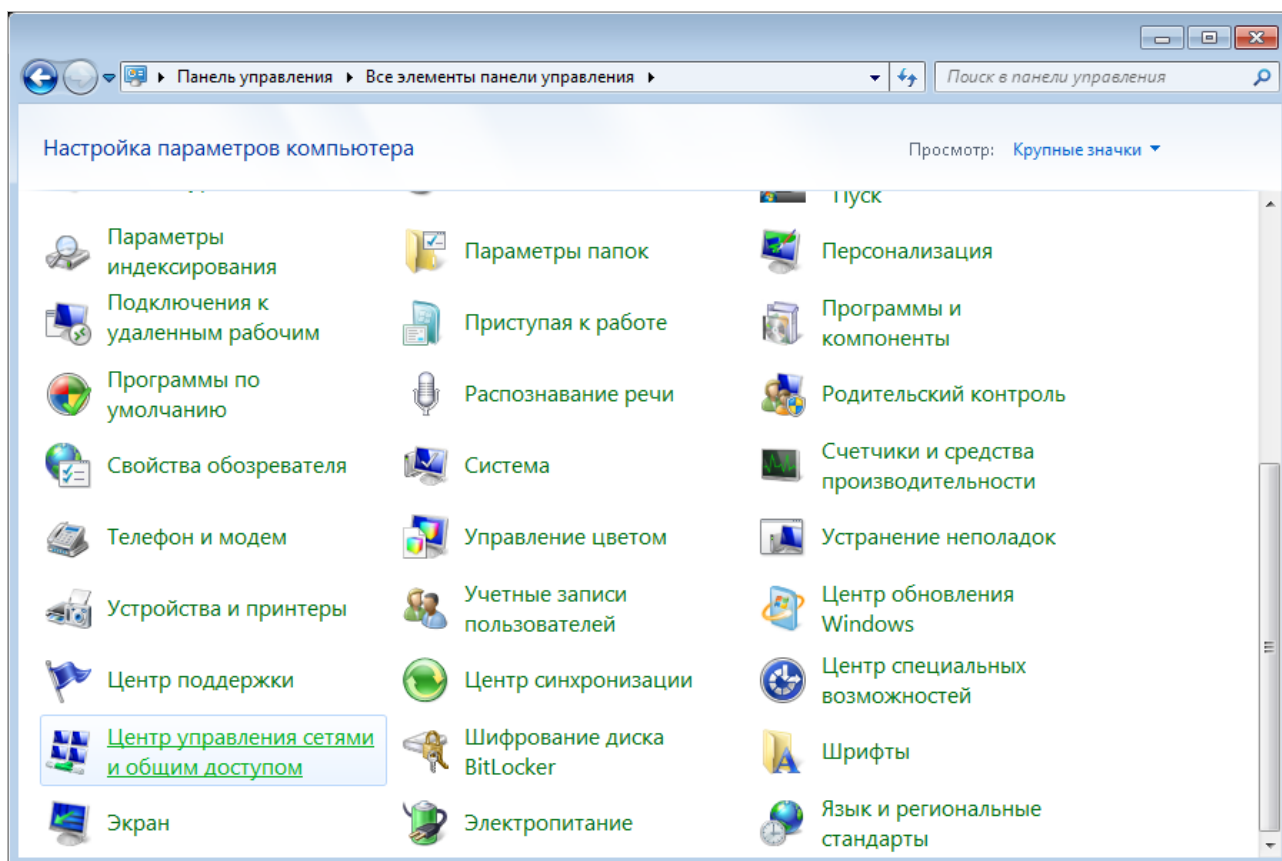 Панель управления ▸ Все элементы панели управления ▸
Поиск в панели управления
Настройка параметров компьютера
Просмотр: Крупные значки
Пуск
Параметры
индексирования
Параметры папок
Персонализация
Подключения к
удаленным рабочим
Приступая к работе
Программы и
компоненты
Программы по
умолчанию
Распознавание речи
Родительский контроль
Свойства обозревателя
Система
Счетчики и средства
производительности
Телефон и модем
Управление цветом
Устранение неполадок
Устройства и принтеры
Учетные записи
пользователей
Центр обновления
Windows
Центр поддержки
Центр синхронизации
Центр специальных
возможностей
Центр управления сетями
и общим доступом
Шифрование диска
BitLocker
Шрифты
Экран
Электропитание
Язык и региональные
стандарты